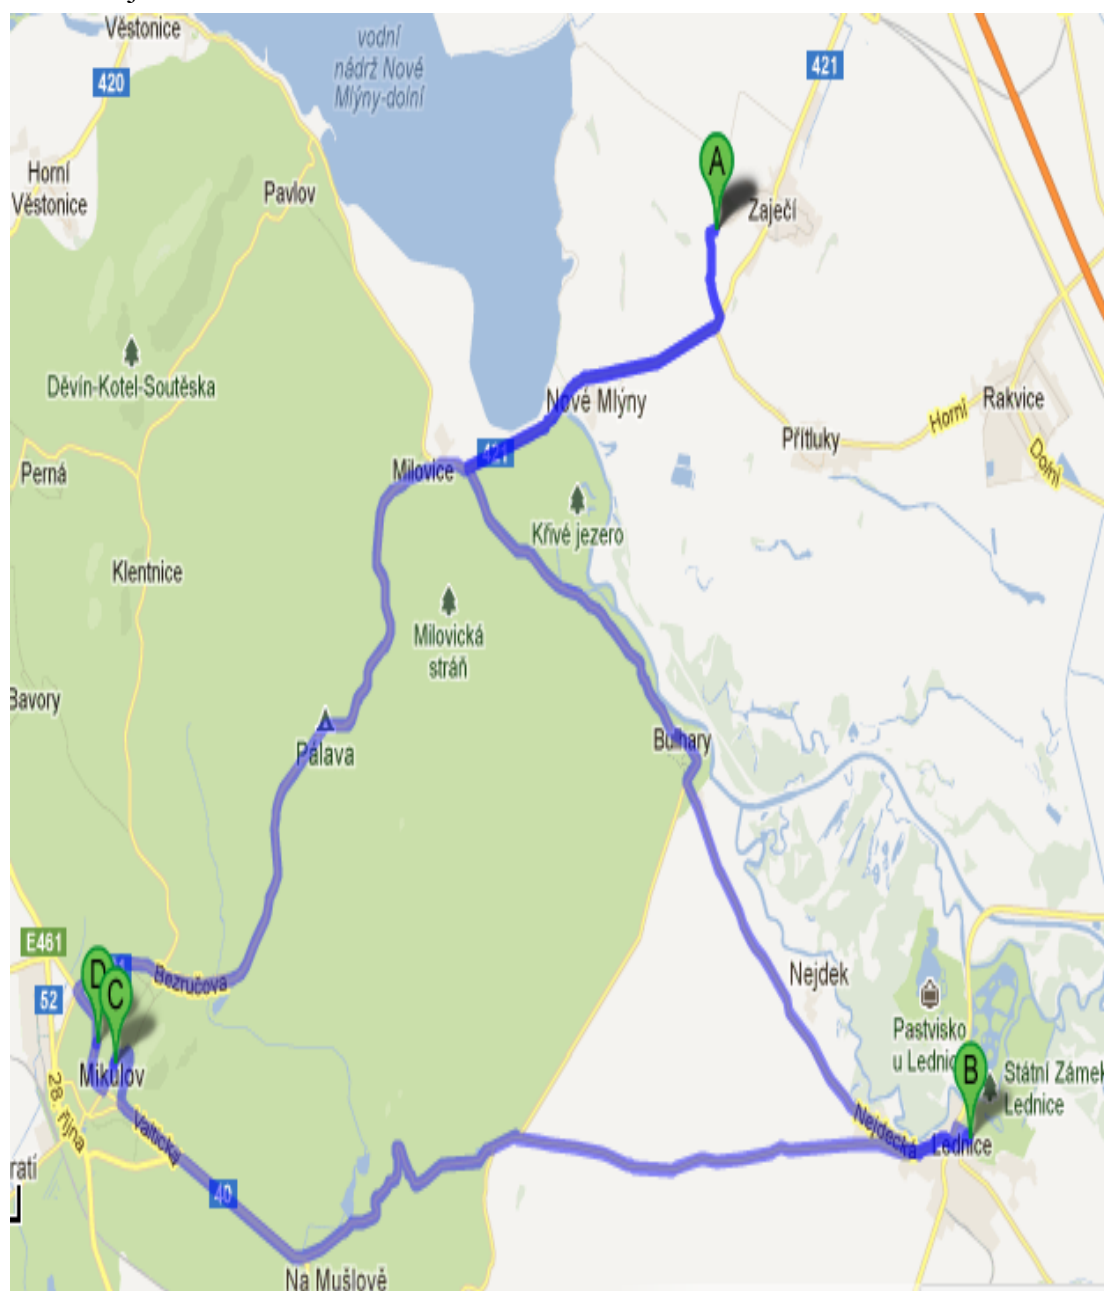 Věstonice
vodní
nádrž Nové
Mlýny-dolní
421
420
A
Horní
Věstonice
Pavlov
Zaječí
Děvín-Kotel-Soutěska
Nové Mlýny
Rakvice
Horní
Přítluky
Dolní
Perná
Milovice
421
Křivé jezero
Klentnice
Milovická
stráň
Bavory
Pálava
Bulhary
E461
D
C
Bezručova
52
Nejdek
Pastvisko
u Lednic
B
Státní Zámek
Lednice
Mikulov
28. října
Valtická
Nejdecká
Lednice
ratí
40
Na Mušlově